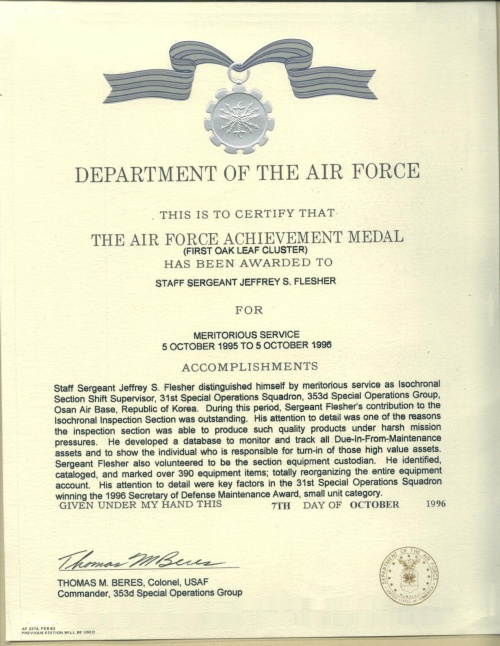 DEPARTMENT OF THE AIR FORCE
THIS IS TO CERTIFY THAT
THE AIR FORCE ACHIEVEMENT MEDAL
(FIRST OAK LEAF CLUSTER)
HAS BEEN AWARDED TO
STAFF SERGEANT JEFFREY S. FLESHER
FOR
MERITORIOUS SERVICE
5 OCTOBER 1995 TO 5 OCTOBER 1996
ACCOMPLISHMENTS
Staff Sergeant Jeffrey S. Flesher distinguished himself by meritorious service as Isochronal
Section Shift Supervisor, 31st Special Operations Squadron, 353d Special Operations Group,
Osan Air Base, Republic of Korea. During this period, Sergeant Flesher's contribution to the
Isochronal Inspection Section was outstanding. His attention to detail was one of the reasons
the inspection section was able to produce such quality products under harsh mission
pressures. He developed a database to monitor and track all Due-In-From-Maintenance
assets and to show the individual who is responsible for turn-in of those high value assets.
Sergeant Flesher also volunteered to be the section equipment custodian. He identified,
cataloged, and marked over 390 equipment items; totally reorganizing the entire equipment
account. His attention to detail were key factors in the 31st Special Operations Squadron
winning the 1996 Secretary of Defense Maintenance Award, small unit category.
GIVEN UNDER MY HAND THIS 7TH DAY OF OCTOBER 1996
Thomas M Beres
THOMAS M. BERES, Colonel, USAF
Commander, 353d Special Operations Group
AF 2274, FEB 83
PREVIOUS EDITION WILL BE USED